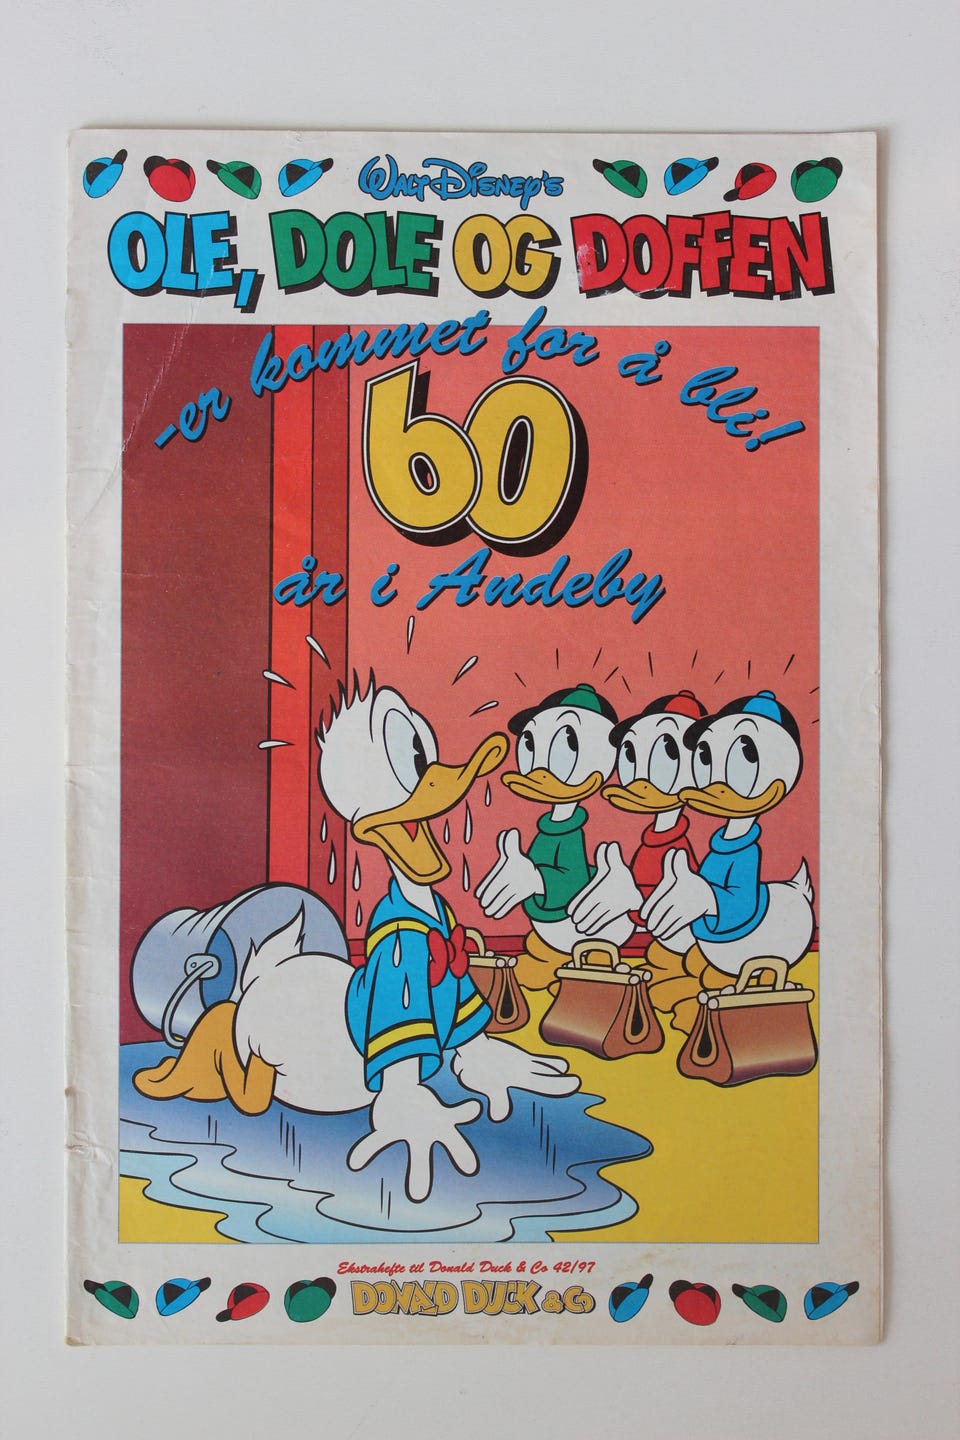 Walt Disney's
OLE, DOLE OG DOFFEN
-er kommet for å bli!
60
år i Andeby
Ekstrahefte til Donald Duck & Co 42/97
DONALD DUCK & Co